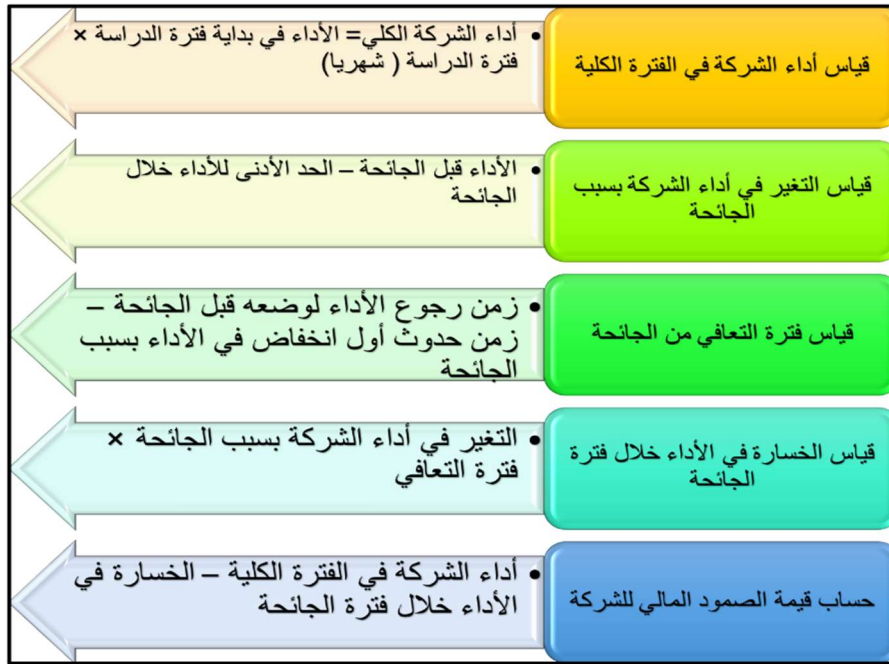 قياس أداء الشركة في الفترة الكلية
• أداء الشركة الكلي= الأداء في بداية فترة الدراسة ×
فترة الدراسة ( شهريا)
قياس التغير في أداء الشركة بسبب
الجائحة
• الأداء قبل الجائحة – الحد الأدنى للأداء خلال
الجائحة
قياس فترة التعافي من الجائحة
• زمن رجوع الأداء لوضعه قبل الجائحة –
زمن حدوث أول انخفاض في الأداء بسبب
الجائحة
قياس الخسارة في الأداء خلال فترة
الجائحة
• التغير في أداء الشركة بسبب الجائحة ×
فترة التعافي
حساب قيمة الصمود المالي للشركة
• أداء الشركة في الفترة الكلية – الخسارة في
الأداء خلال فترة الجائحة